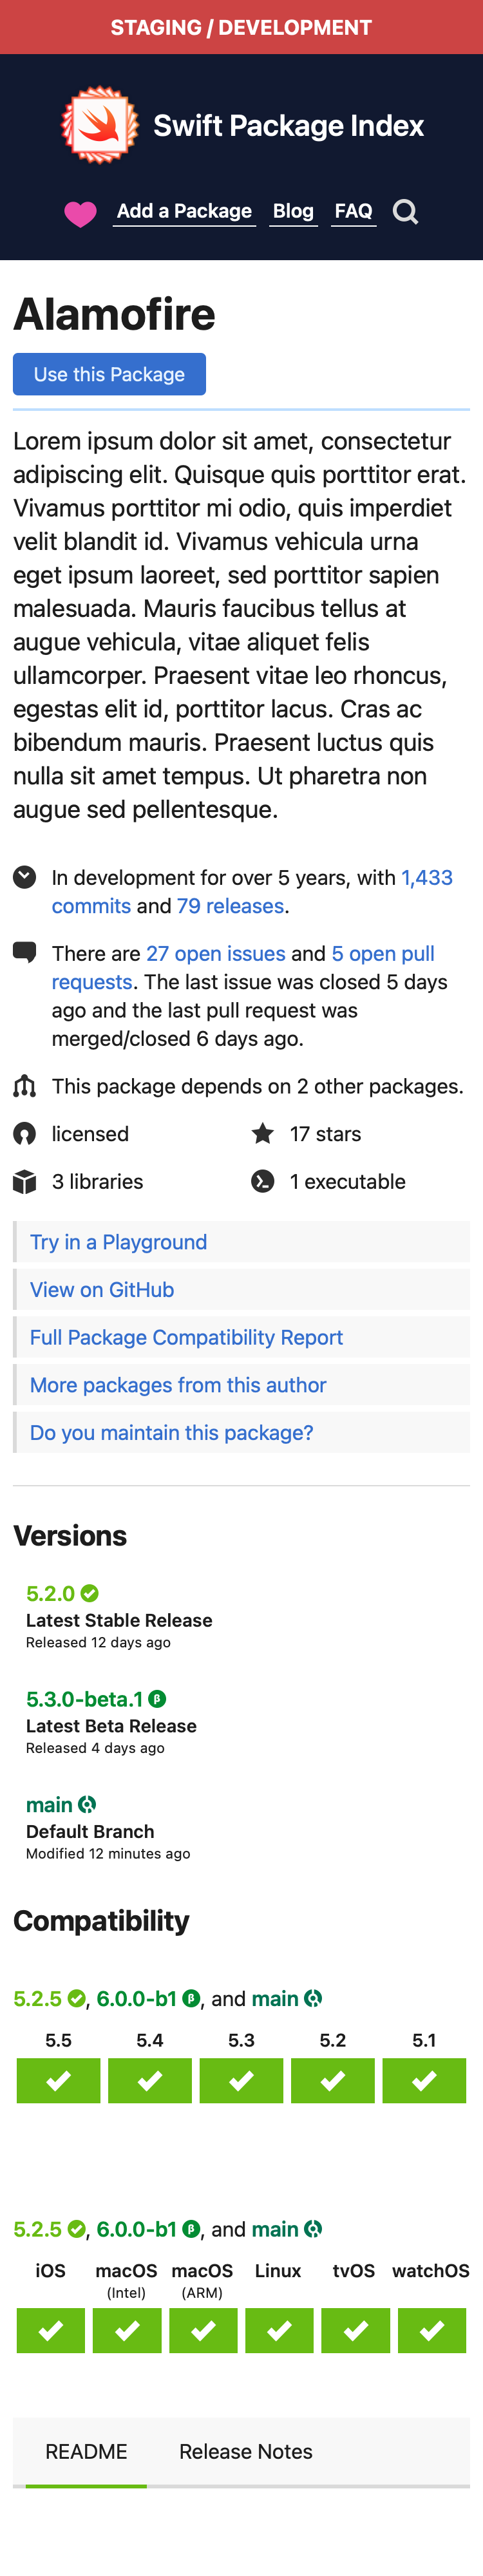 STAGING / DEVELOPMENT
Swift Package Index
Add a Package Blog FAQ
Alamofire
Use this Package
Lorem ipsum dolor sit amet, consectetur
adipiscing elit. Quisque quis porttitor erat.
Vivamus porttitor mi odio, quis imperdiet
velit blandit id. Vivamus vehicula urna
eget ipsum laoreet, sed porttitor sapien
malesuada. Mauris faucibus tellus at
augue vehicula, vitae aliquet felis
ullamcorper. Praesent vitae leo rhoncus,
egestas elit id, porttitor lacus. Cras ac
bibendum mauris. Praesent luctus quis
nulla sit amet tempus. Ut pharetra non
augue sed pellentesque.
In development for over 5 years, with 1,433
commits and 79 releases.
There are 27 open issues and 5 open pull
requests. The last issue was closed 5 days
ago and the last pull request was
merged/closed 6 days ago.
This package depends on 2 other packages.
licensed 17 stars
3 libraries 1 executable
Try in a Playground
View on GitHub
Full Package Compatibility Report
More packages from this author
Do you maintain this package?
Versions
5.2.0
Latest Stable Release
Released 12 days ago
5.3.0-beta.1 β
Latest Beta Release
Released 4 days ago
main
Default Branch
Modified 12 minutes ago
Compatibility
5.2.5, 6.0.0-b1 β, and main
5.5 5.4 5.3 5.2 5.1
5.2.5, 6.0.0-b1 β, and main
iOS macOS macOS Linux tvOS watchOS
(Intel) (ARM)
README Release Notes